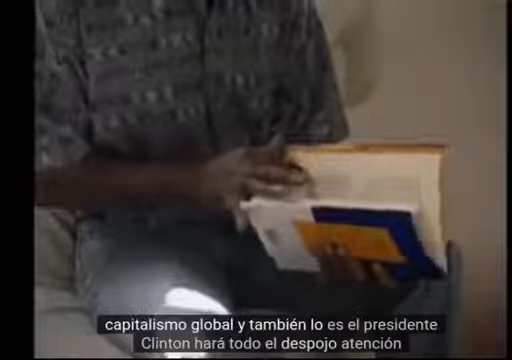 capitalismo global y también lo es el presidente
Clinton hará todo el despojo atención